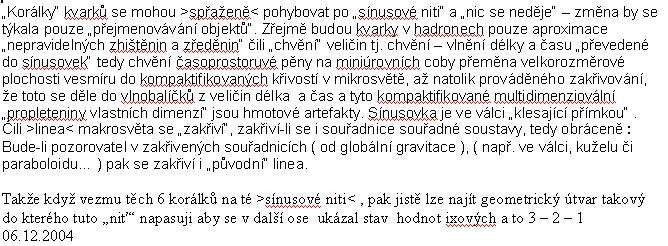 „Korálky“ kvarků se mohou >spřaženě< pohybovat po „sínusové niti“ a „nic se neděje“ – změna by se
týkala pouze “přejmenovávání objektů”. Zřejmě budou kvarky v hadronech pouze aproximace
„nepravidelných zhištěnin a zředěnin“ čili „chvění“ veličin tj. chvění – vlnění délky a času „převedené
do sínusovek“ tedy chvění časoprostoruvé pěny na miniúrovních coby přeměna velkorozměrové
plochosti vesmíru do kompaktifikovaných křivostí v mikrosvětě, až natolik prováděného zakřivování,
že toto se děje do vlnobalíčků z veličin délka  a čas a tyto kompaktifikované multidimenziovální
„propleteniny vlastních dimenzí“ jsou hmotové artefakty. Sínusovka je ve válci „klesající přímkou“ .
Čili >linea< makrosvěta se „zakřiví“, zakřiví-li se i souřadnice souřadné soustavy, tedy obráceně :
Bude-li pozorovatel v zakřivených souřadnicích ( od globální gravitace ), ( např. ve válci, kuželu či
paraboloidu... ) pak se zakřiví i „původní“ linea.

Takže když vezmu těch 6 korálků na té >sínusové niti< , pak jistě lze najít geometrický útvar takový
do kterého tuto „nit“ napasuji aby se v další ose  ukázal stav  hodnot ixových a to 3 – 2 – 1
06.12.2004